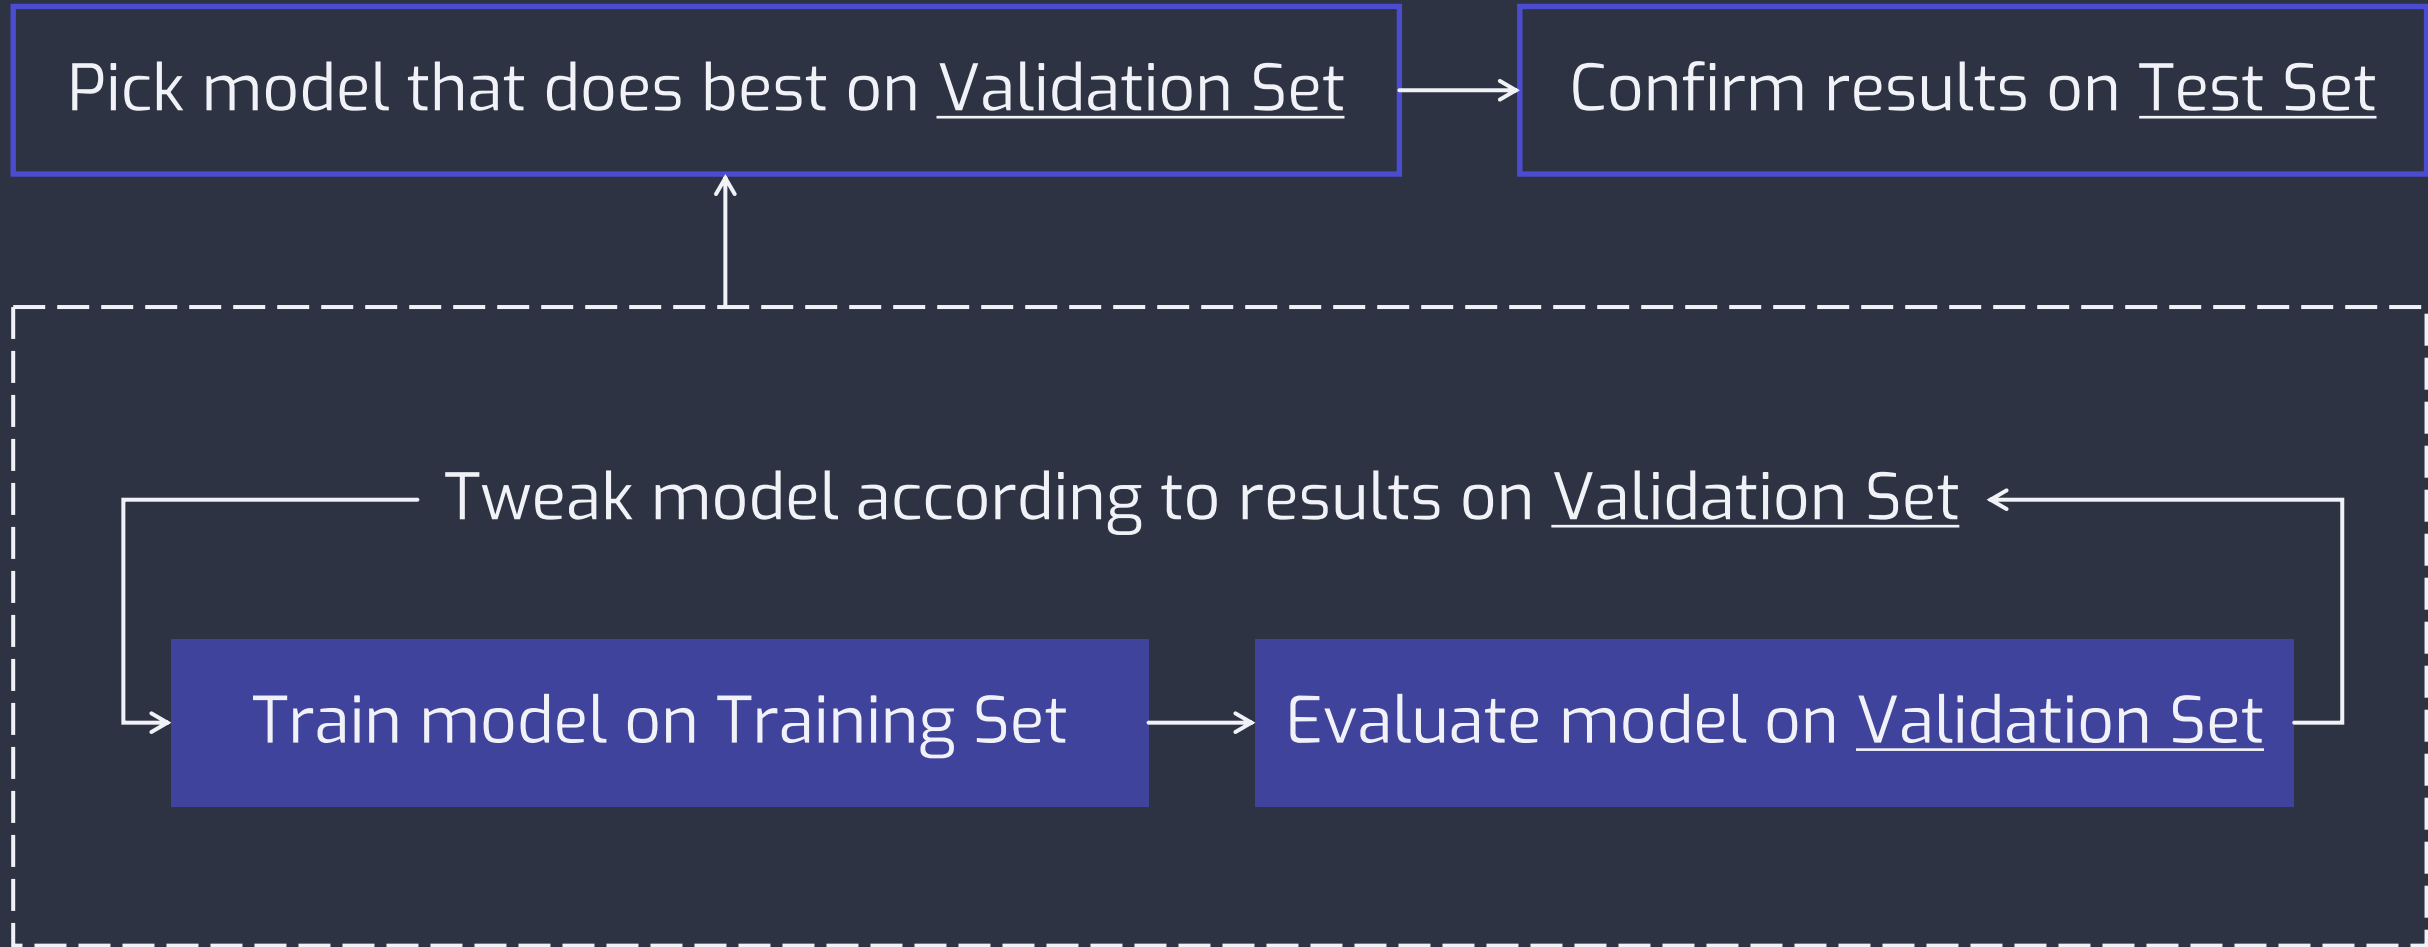 Pick model that does best on Validation Set
Confirm results on Test Set
Tweak model according to results on Validation Set
Train model on Training Set
Evaluate model on Validation Set